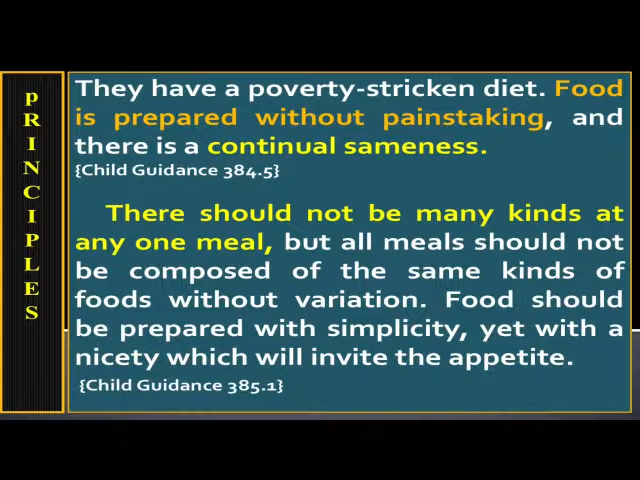 pRINCIPLES
They have a poverty-stricken diet. Food
is prepared without painstaking, and
there is a continual sameness.
{Child Guidance 384.5}
There should not be many kinds at
any one meal, but all meals should not
be composed of the same kinds of
foods without variation. Food should
be prepared with simplicity, yet with a
nicety which will invite the appetite.
{Child Guidance 385.1}